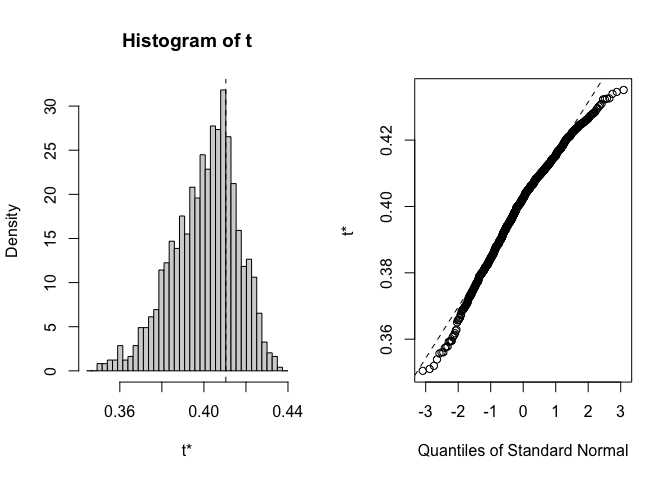 Histogram of t
Density
0 5 10 15 20 25 30
0.36 0.40 0.44
t*
t*
0.36 0.38 0.40 0.42
-3 -2 -1 0 1 2 3
Quantiles of Standard Normal